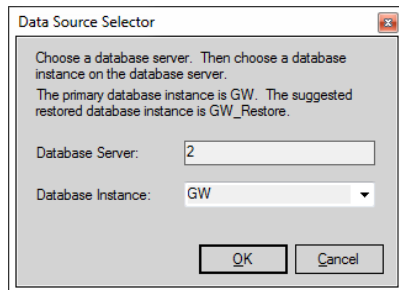 Data Source Selector
Choose a database server.  Then choose a database
instance on the database server.
The primary database instance is GW.  The suggested
restored database instance is GW_Restore.
Database Server:
2
Database Instance:
GW
OK
Cancel